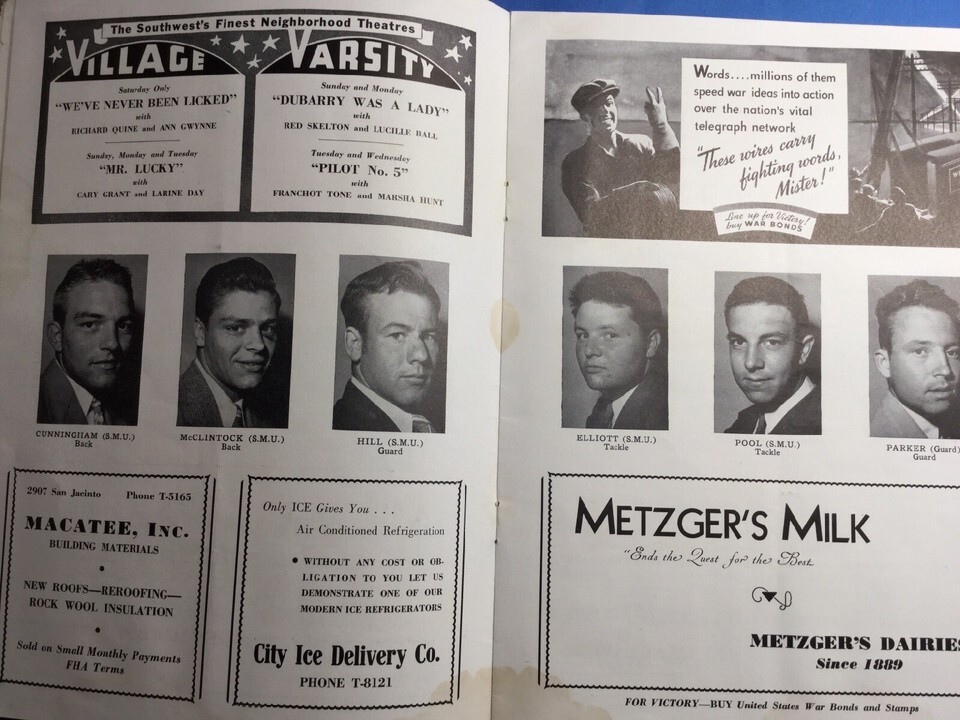 The Southwest's Finest Neighborhood Theatres
VILLAGE
Saturday Only
"WE'VE NEVER BEEN LICKED"
with
RICHARD QUINE and ANN GWYNNE
Sunday, Monday and Tuesday
"MR. LUCKY"
with
CARY GRANT and LARINE DAY
VARSITY
Sunday and Monday
"DUBARRY WAS A LADY"
with
RED SKELTON and LUCILLE BALL
Tuesday and Wednesday
"PILOT No. 5"
with
FRANCHOT TONE and MARSHA HUNT
CUNNINGHAM (S.M.U.)
Back
McCLINTOCK (S.M.U.)
Back
HILL (S.M.U.)
Guard
2907 San Jacinto Phone T-5165
MACATEE, INC.
BUILDING MATERIALS
•
NEW ROOFS—REROOFING—
ROCK WOOL INSULATION
•
Sold on Small Monthly Payments
FHA Terms
Only ICE Gives You . . .
Air Conditioned Refrigeration
• WITHOUT ANY COST OR OB-
LIGATION TO YOU LET US
DEMONSTRATE ONE OF OUR
MODERN ICE REFRIGERATORS
City Ice Delivery Co.
PHONE T-8121
Words....millions of them
speed war ideas into action
over the nation's vital
telegraph network
"These wires carry
fighting words,
Mister!"
Line up for Victory!
buy WAR BONDS
ELLIOTT (S.M.U.)
Tackle
POOL (S.M.U.)
Tackle
PARKER (Guard)
Guard
METZGER'S MILK
"Ends the Quest for the Best
METZGER'S DAIRIES
Since 1889
FOR VICTORY—BUY United States War Bonds and Stamps